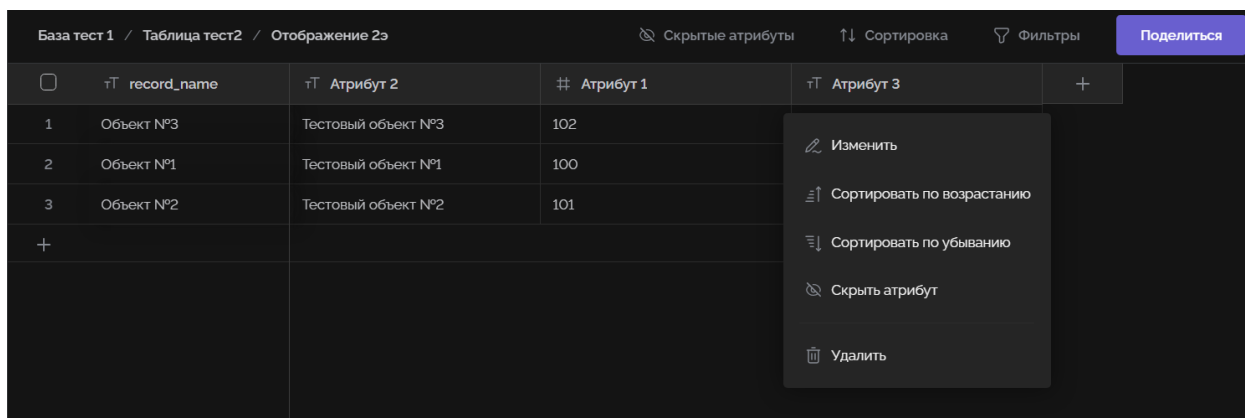 База тест 1 / Таблица тест2 / Отображение 2э Скрытые атрибуты Сортировка Фильтры Поделиться
record_name Атрибут 2 Атрибут 1 Атрибут 3
1 Объект №3 Тестовый объект №3 102
2 Объект №1 Тестовый объект №1 100
3 Объект №2 Тестовый объект №2 101
Изменить
Сортировать по возрастанию
Сортировать по убыванию
Скрыть атрибут
Удалить